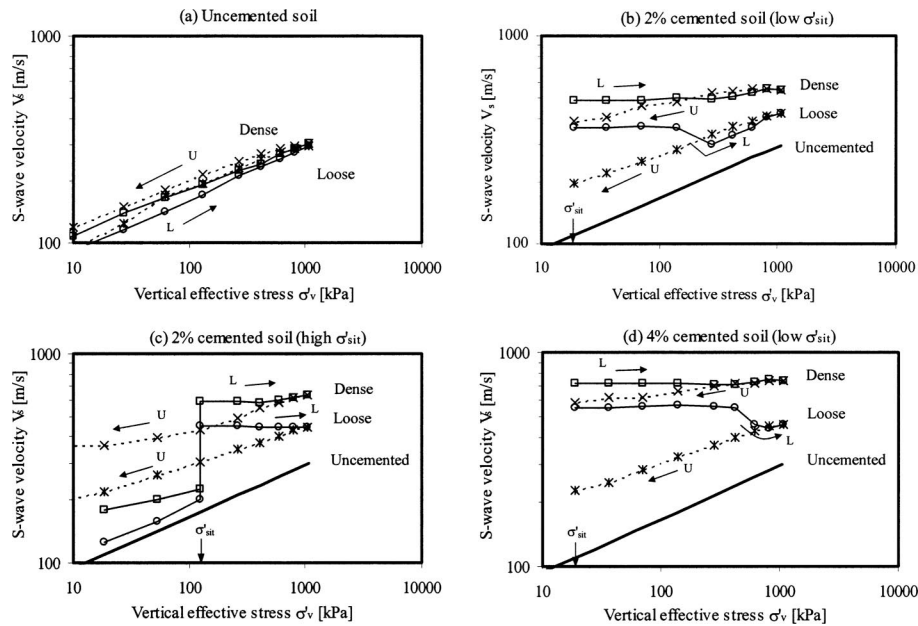 (a) Uncemented soil
1000
100
S-wave velocity Vs [m/s]
Dense
U
L
Loose
10 100 1000 10000
Vertical effective stress σ'v [kPa]
(b) 2% cemented soil (low σ'sit)
1000
100
S-wave velocity Vs [m/s]
L
Dense
U
Loose
L
Uncemented
U
σ'sit
10 100 1000 10000
Vertical effective stress σ'v [kPa]
(c) 2% cemented soil (high σ'sit)
1000
100
S-wave velocity Vs [m/s]
L
Dense
U
L
Loose
U
Uncemented
σ'sit
10 100 1000 10000
Vertical effective stress σ'v [kPa]
(d) 4% cemented soil (low σ'sit)
1000
100
S-wave velocity Vs [m/s]
L
Dense
U
Loose
L
U
Uncemented
σ'sit
10 100 1000 10000
Vertical effective stress σ'v [kPa]